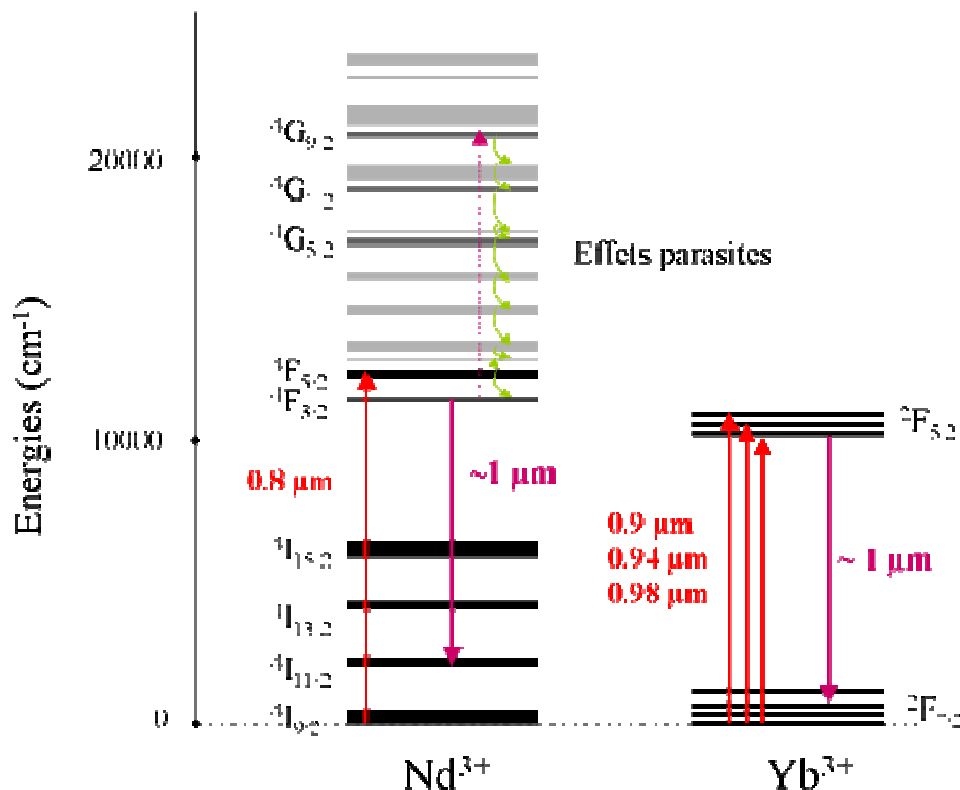 Energies (cm⁻¹)
20000
10000
0
⁴G₉/₂
⁴G₅/₂
⁴F₅/₂
⁴F₃/₂
⁴I₁₅/₂
⁴I₁₃/₂
⁴I₁₁/₂
⁴I₉/₂
Effets parasites
0.8 µm
~1 µm
Nd³⁺
²F₅/₂
0.9 µm
0.94 µm
0.98 µm
~ 1 µm
Yb³⁺